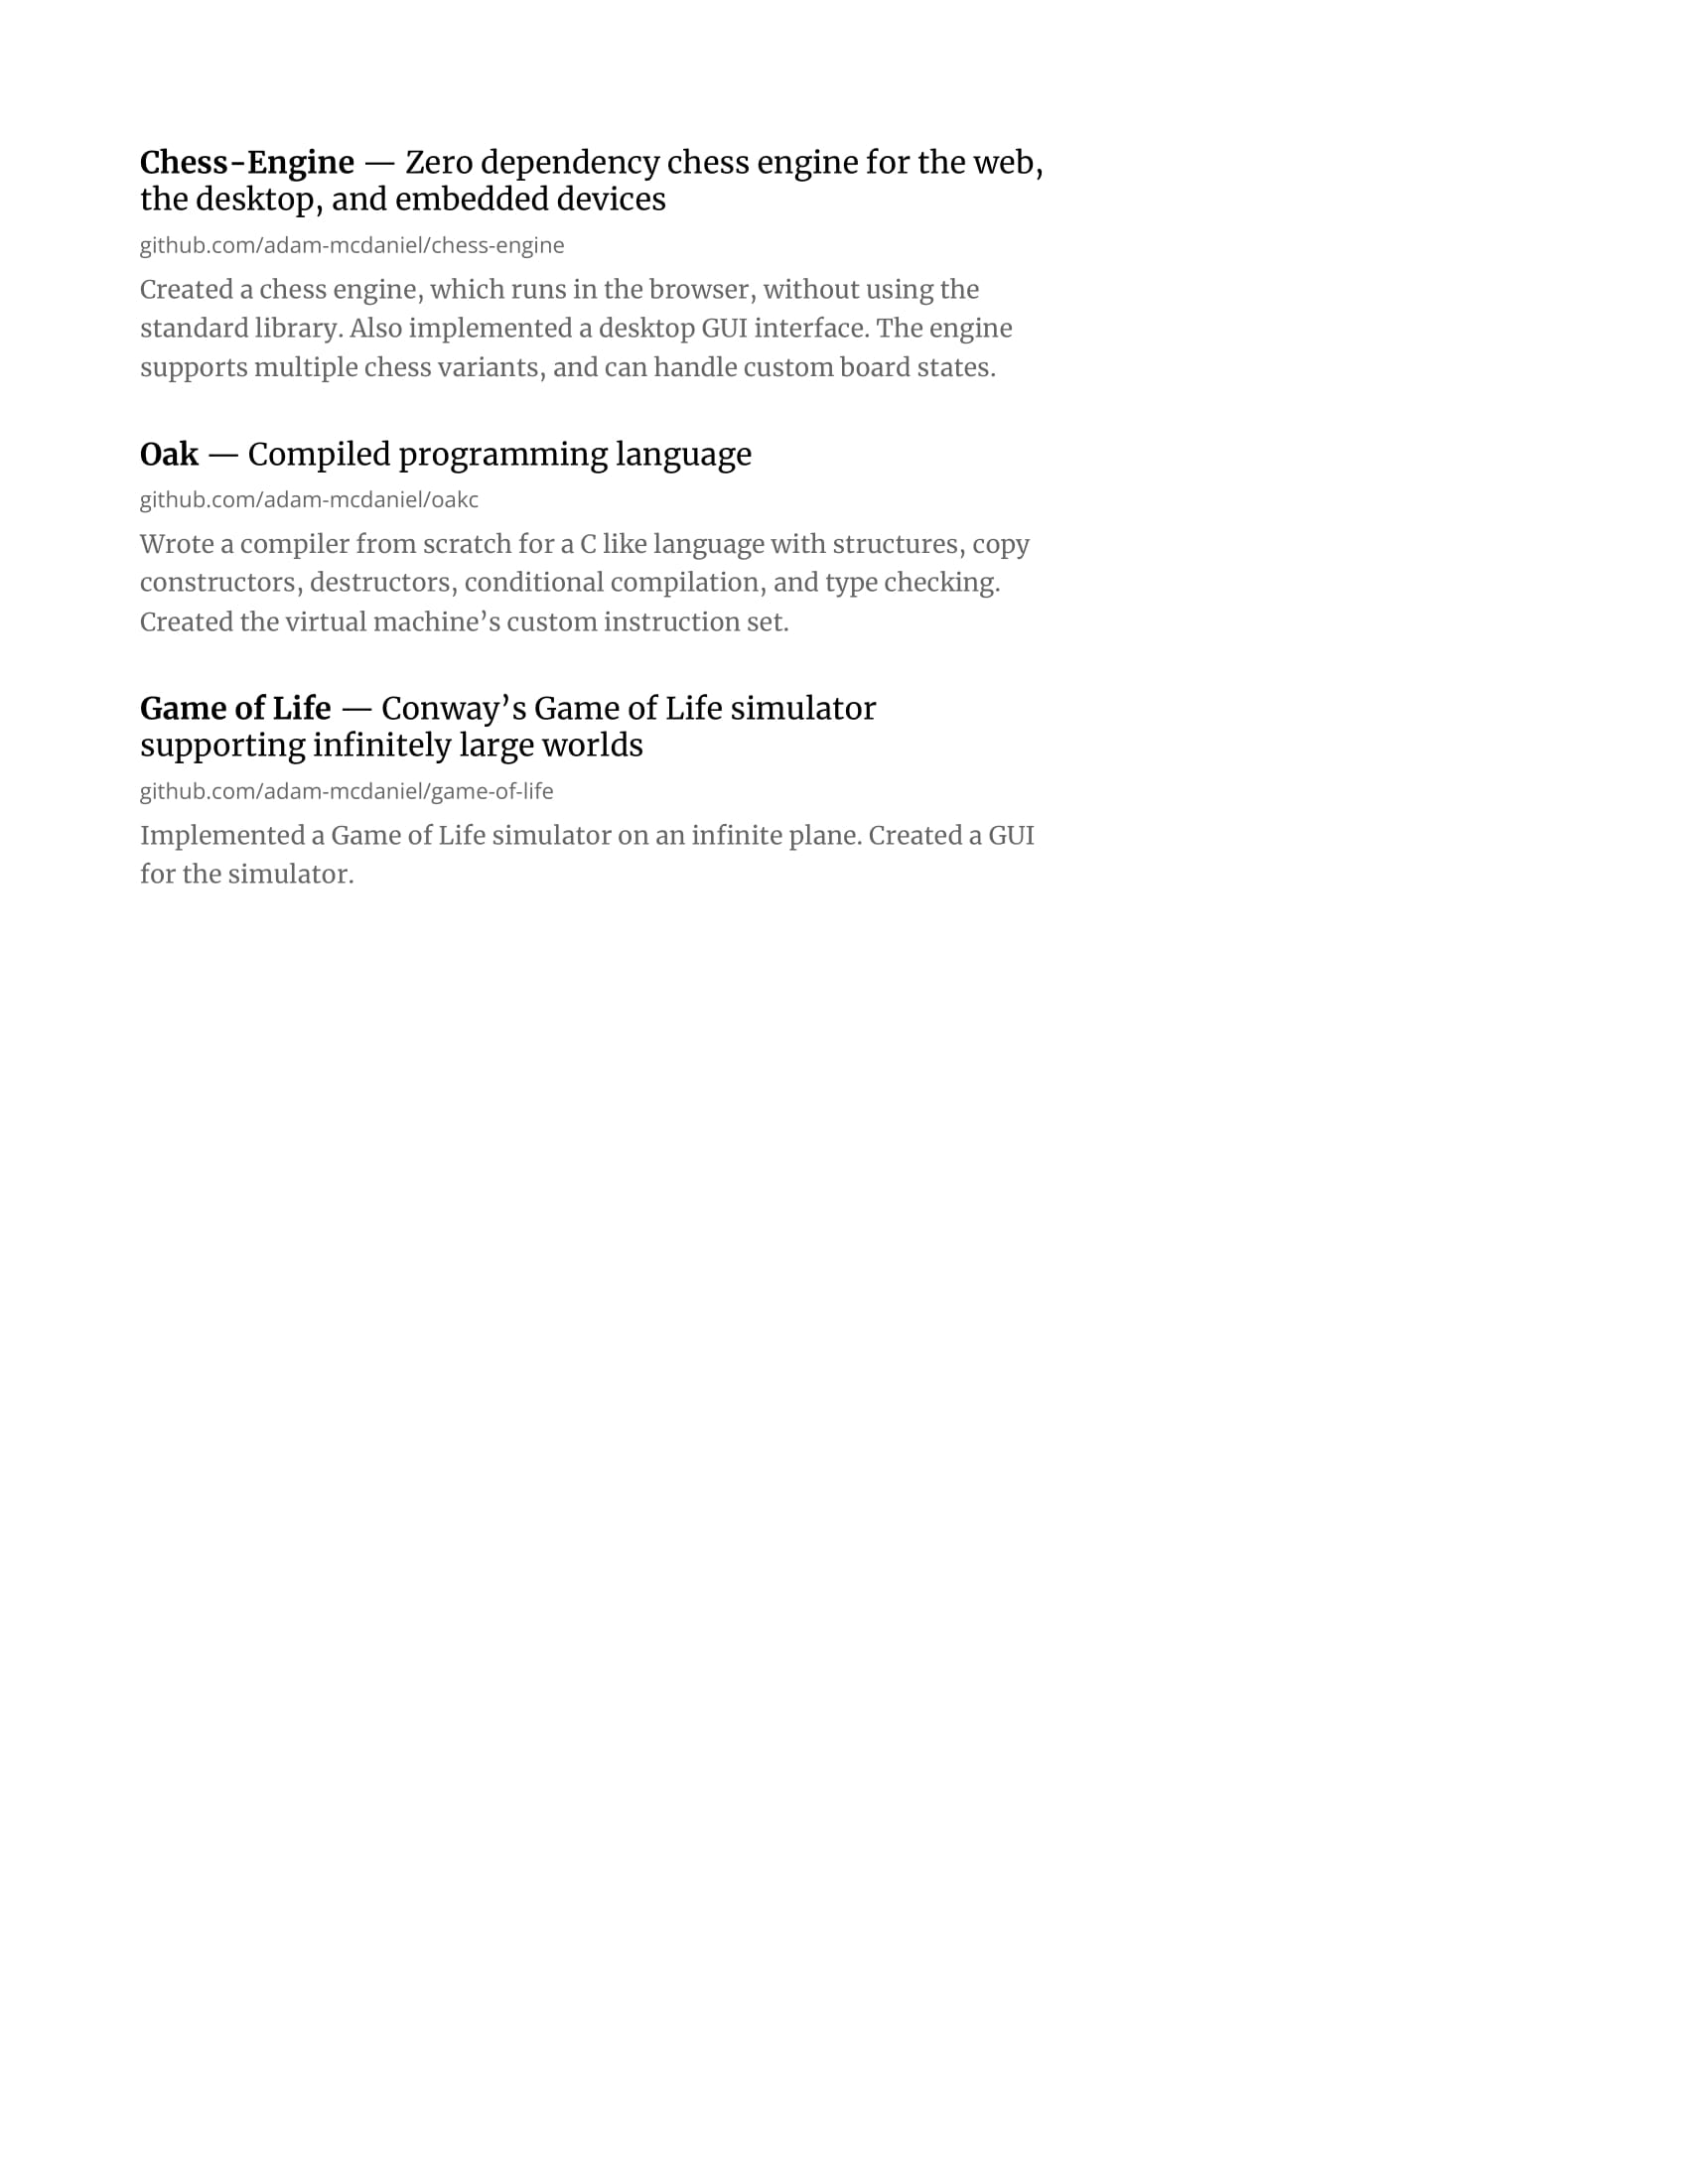 Chess-Engine — Zero dependency chess engine for the web,
the desktop, and embedded devices
github.com/adam-mcdaniel/chess-engine
Created a chess engine, which runs in the browser, without using the
standard library. Also implemented a desktop GUI interface. The engine
supports multiple chess variants, and can handle custom board states.
Oak — Compiled programming language
github.com/adam-mcdaniel/oakc
Wrote a compiler from scratch for a C like language with structures, copy
constructors, destructors, conditional compilation, and type checking.
Created the virtual machine’s custom instruction set.
Game of Life — Conway’s Game of Life simulator
supporting infinitely large worlds
github.com/adam-mcdaniel/game-of-life
Implemented a Game of Life simulator on an infinite plane. Created a GUI
for the simulator.